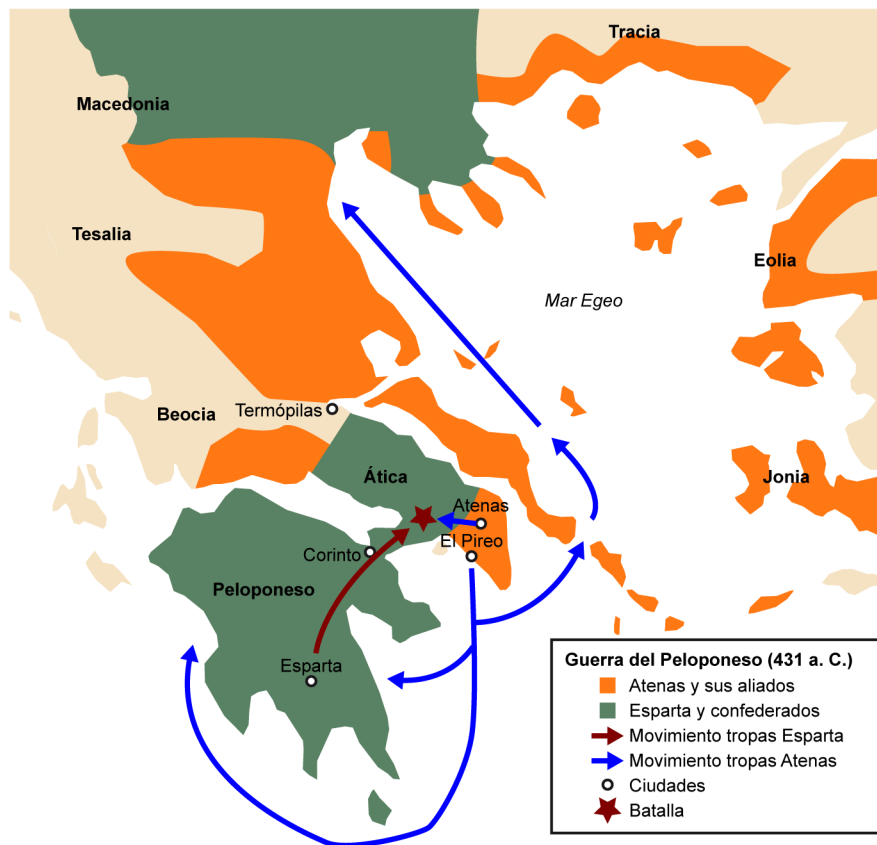 Tracia
Macedonia
Tesalia
Eolia
Mar Egeo
Beocia
Termópilas
Ática
Jonia
Atenas
El Pireo
Corinto
Peloponeso
Esparta
Guerra del Peloponeso (431 a. C.)
Atenas y sus aliados
Esparta y confederados
Movimiento tropas Esparta
Movimiento tropas Atenas
Ciudades
Batalla